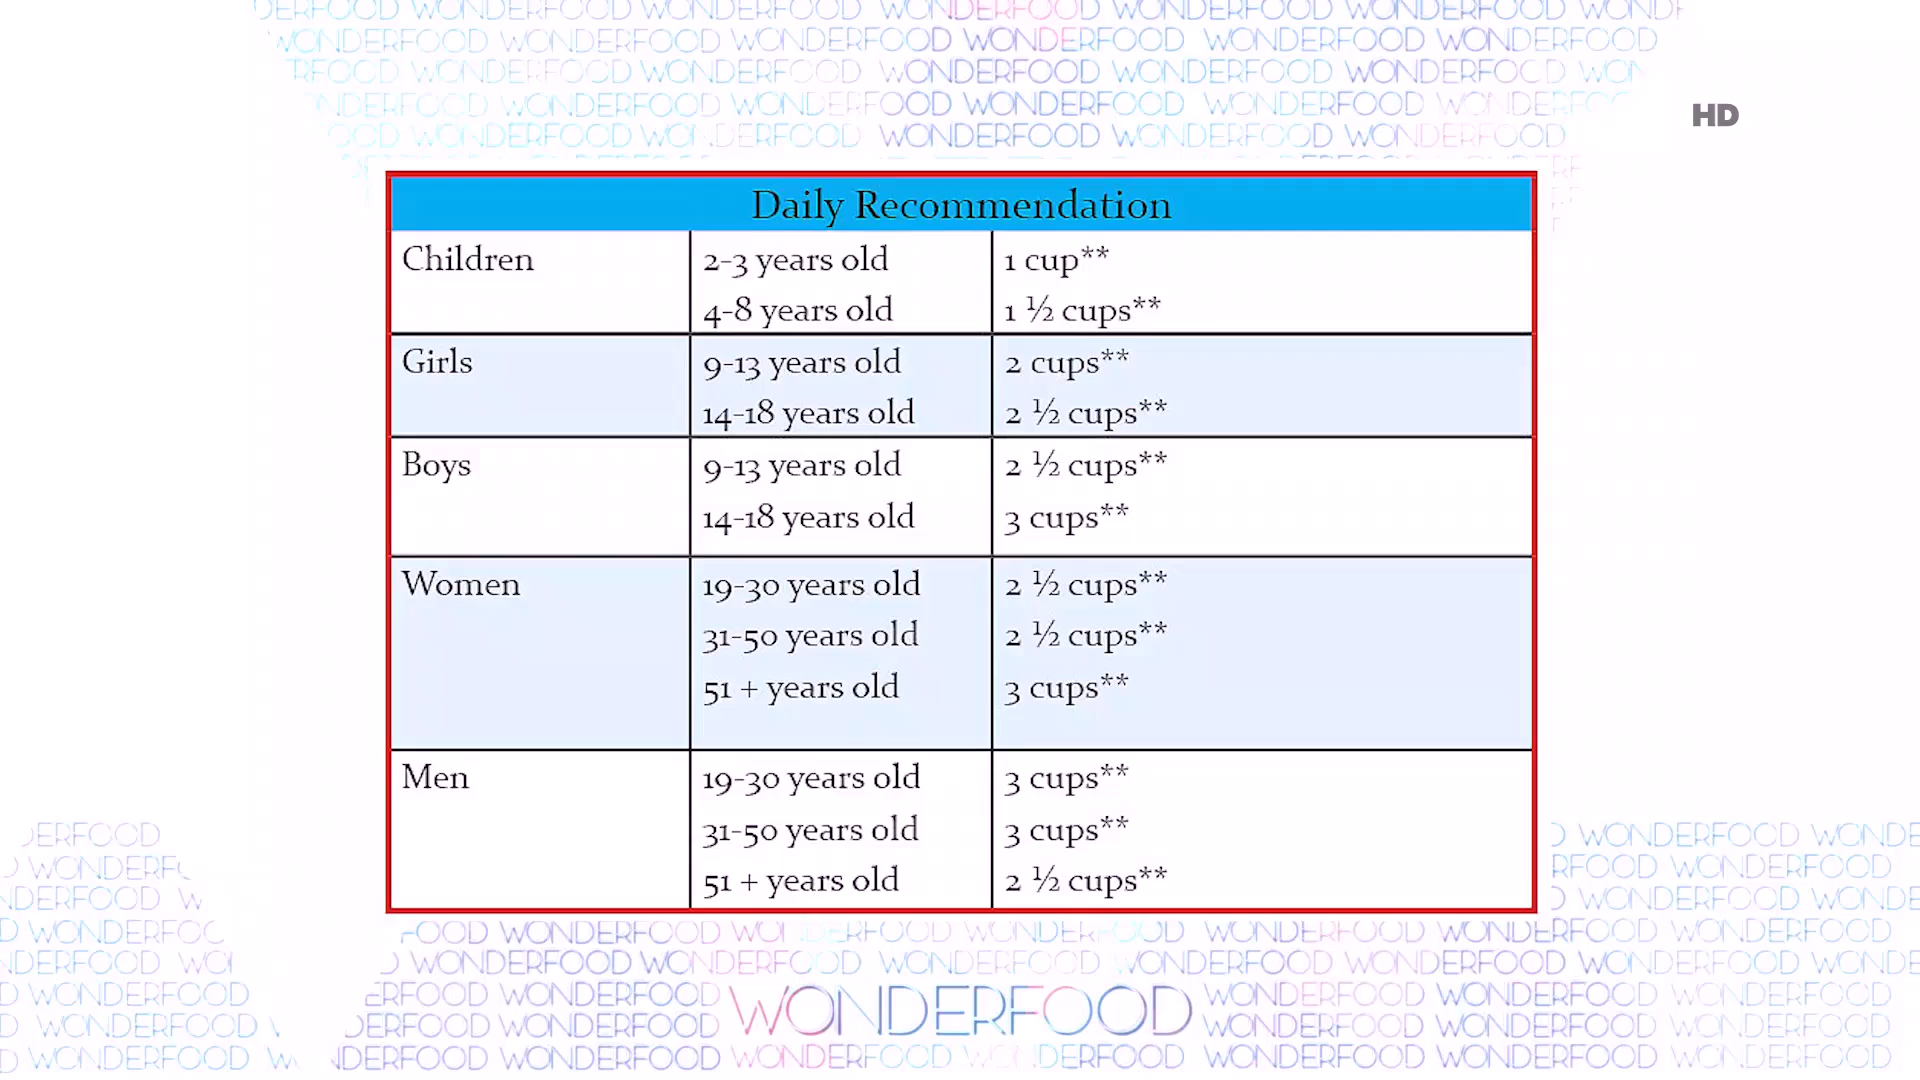 HD
Daily Recommendation
Children 2-3 years old 1 cup**
4-8 years old 1 ½ cups**
Girls 9-13 years old 2 cups**
14-18 years old 2 ½ cups**
Boys 9-13 years old 2 ½ cups**
14-18 years old 3 cups**
Women 19-30 years old 2 ½ cups**
31-50 years old 2 ½ cups**
51 + years old 3 cups**
Men 19-30 years old 3 cups**
31-50 years old 3 cups**
51 + years old 2 ½ cups**
WONDERFOOD